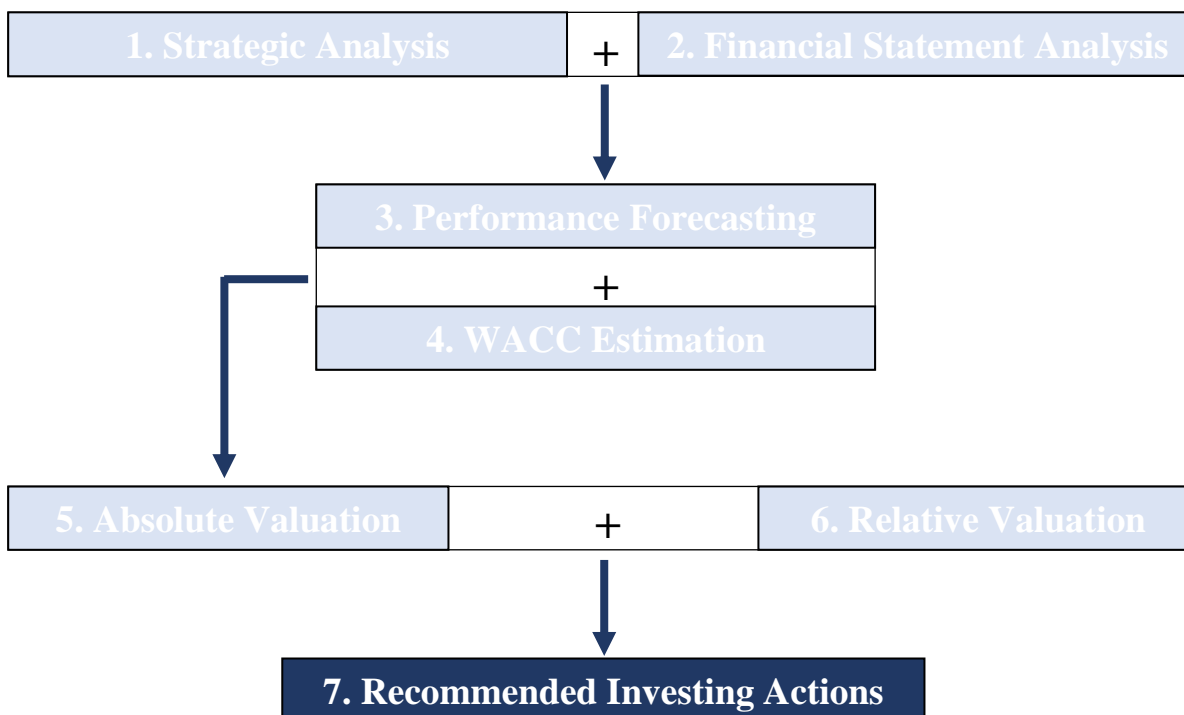 1. Strategic Analysis + 2. Financial Statement Analysis
3. Performance Forecasting
+
4. WACC Estimation
5. Absolute Valuation + 6. Relative Valuation
7. Recommended Investing Actions